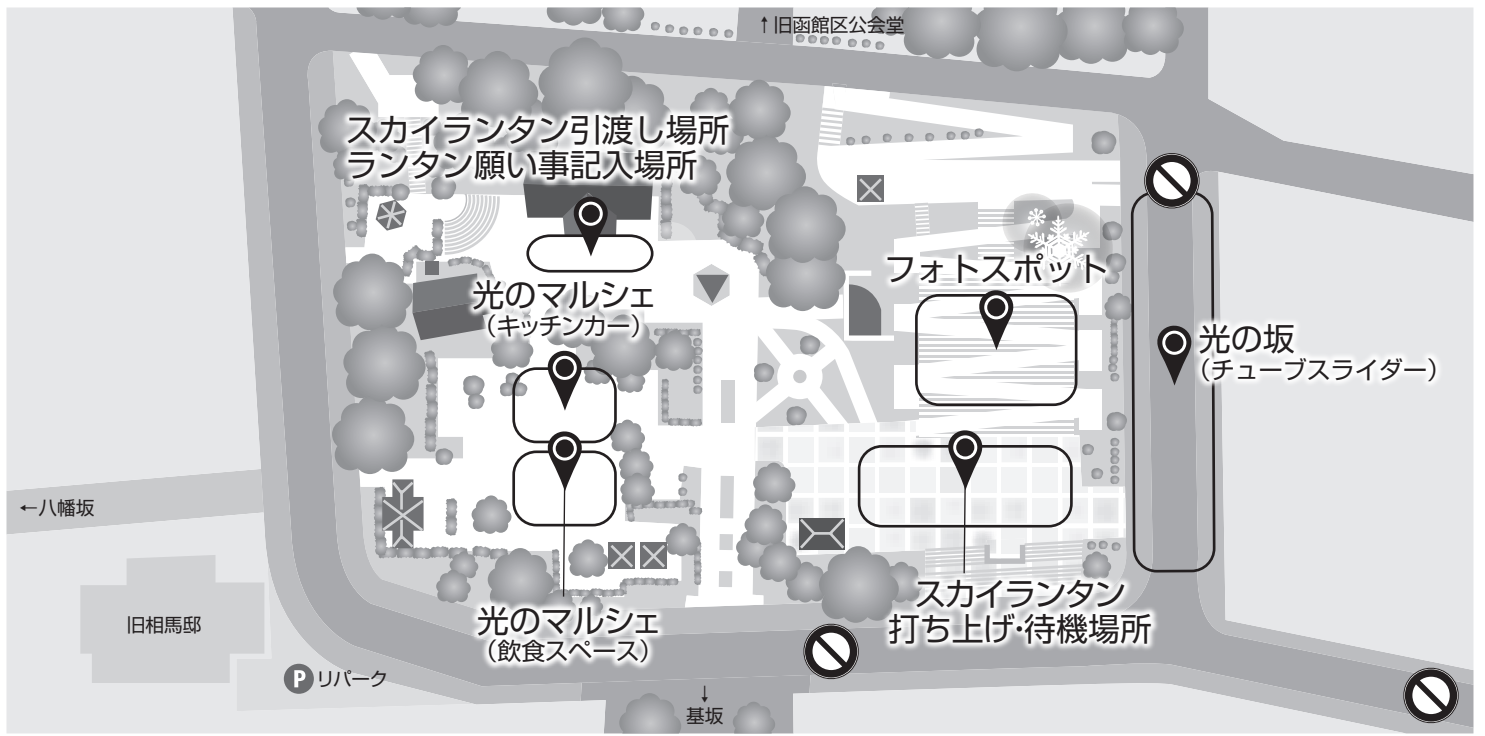 ↑旧函館区公会堂
スカイランタン引渡し場所
ランタン願い事記入場所
フォトスポット
光のマルシェ
（キッチンカー）
光の坂
（チューブスライダー）
←八幡坂
旧相馬邸
光のマルシェ
（飲食スペース）
スカイランタン
打ち上げ・待機場所
P リパーク
↓
基坂